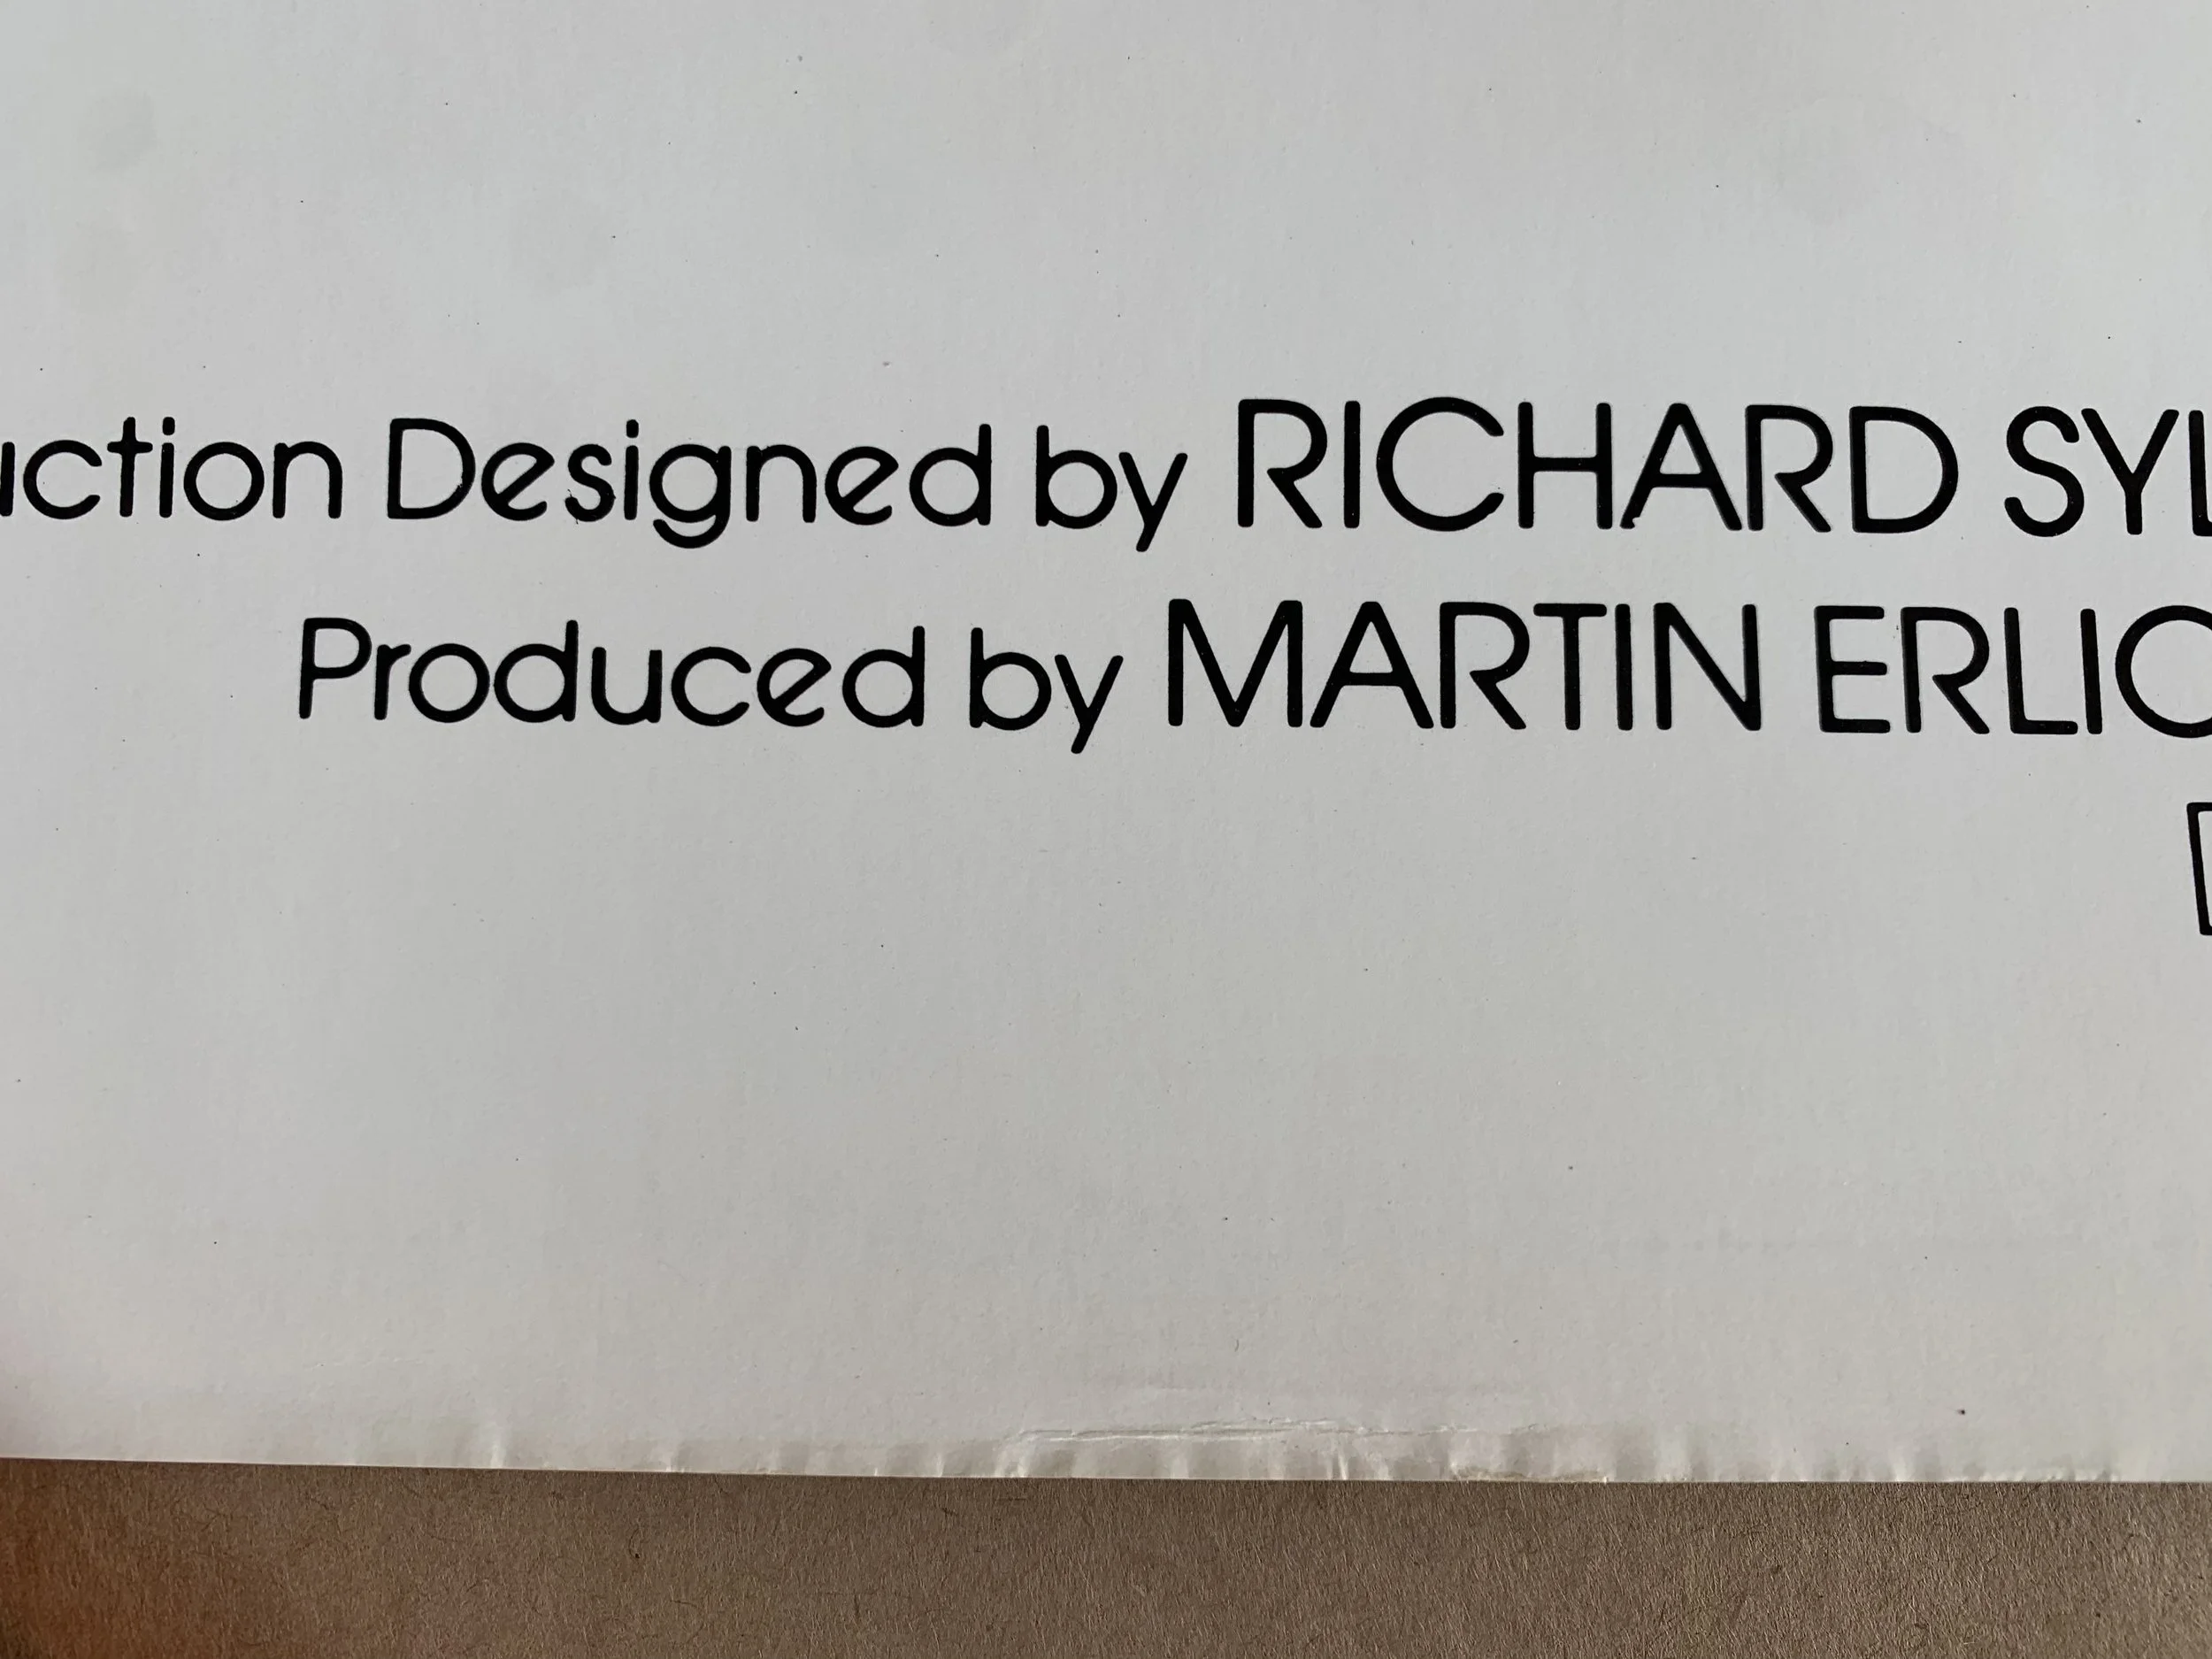 uction Designed by RICHARD SYL
Produced by MARTIN ERLIC